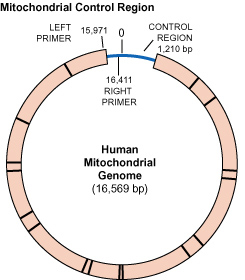 Mitochondrial Control Region
LEFT
PRIMER
15,971
0
CONTROL
REGION
1,210 bp
16,411
RIGHT
PRIMER
Human
Mitochondrial
Genome
(16,569 bp)